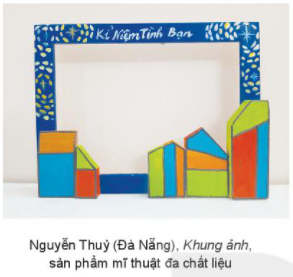 Kỉ Niệm Tình Bạn
Nguyễn Thuỷ (Đà Nẵng), Khung ảnh,
sản phẩm mĩ thuật đa chất liệu